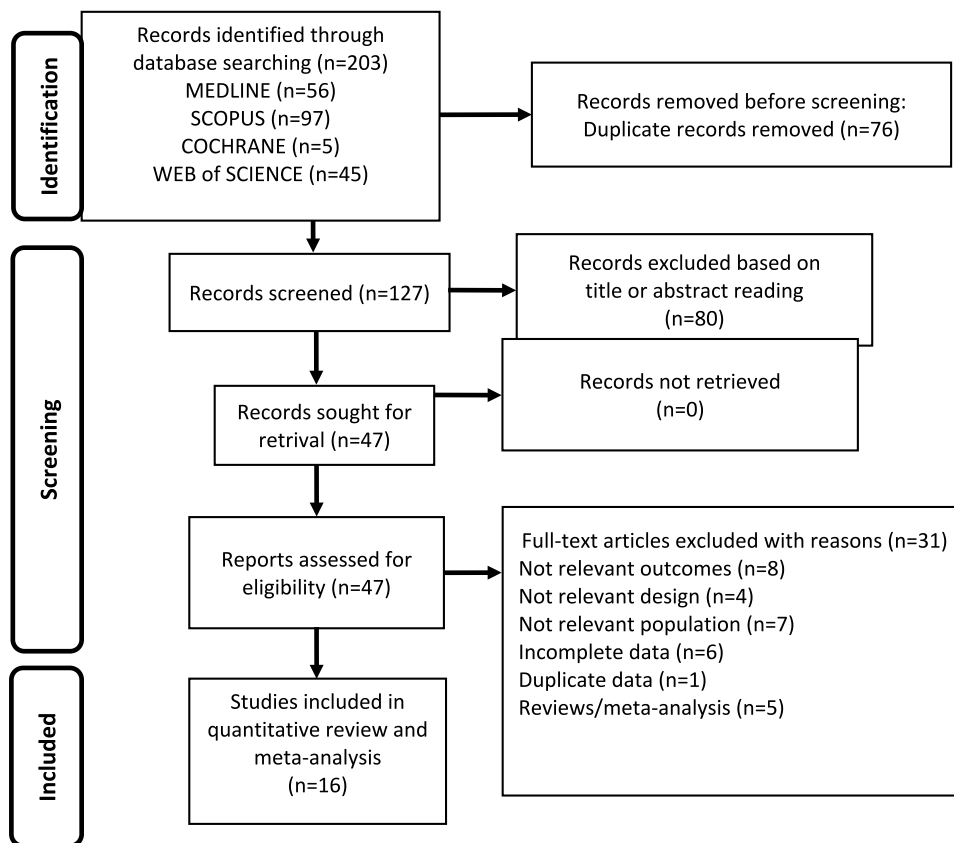 Identification
Records identified through
database searching (n=203)
MEDLINE (n=56)
SCOPUS (n=97)
COCHRANE (n=5)
WEB of SCIENCE (n=45)
Records removed before screening:
Duplicate records removed (n=76)
Screening
Records screened (n=127)
Records excluded based on
title or abstract reading
(n=80)
Records sought for
retrival (n=47)
Records not retrieved
(n=0)
Reports assessed for
eligibility (n=47)
Full-text articles excluded with reasons (n=31)
Not relevant outcomes (n=8)
Not relevant design (n=4)
Not relevant population (n=7)
Incomplete data (n=6)
Duplicate data (n=1)
Reviews/meta-analysis (n=5)
Included
Studies included in
quantitative review and
meta-analysis
(n=16)